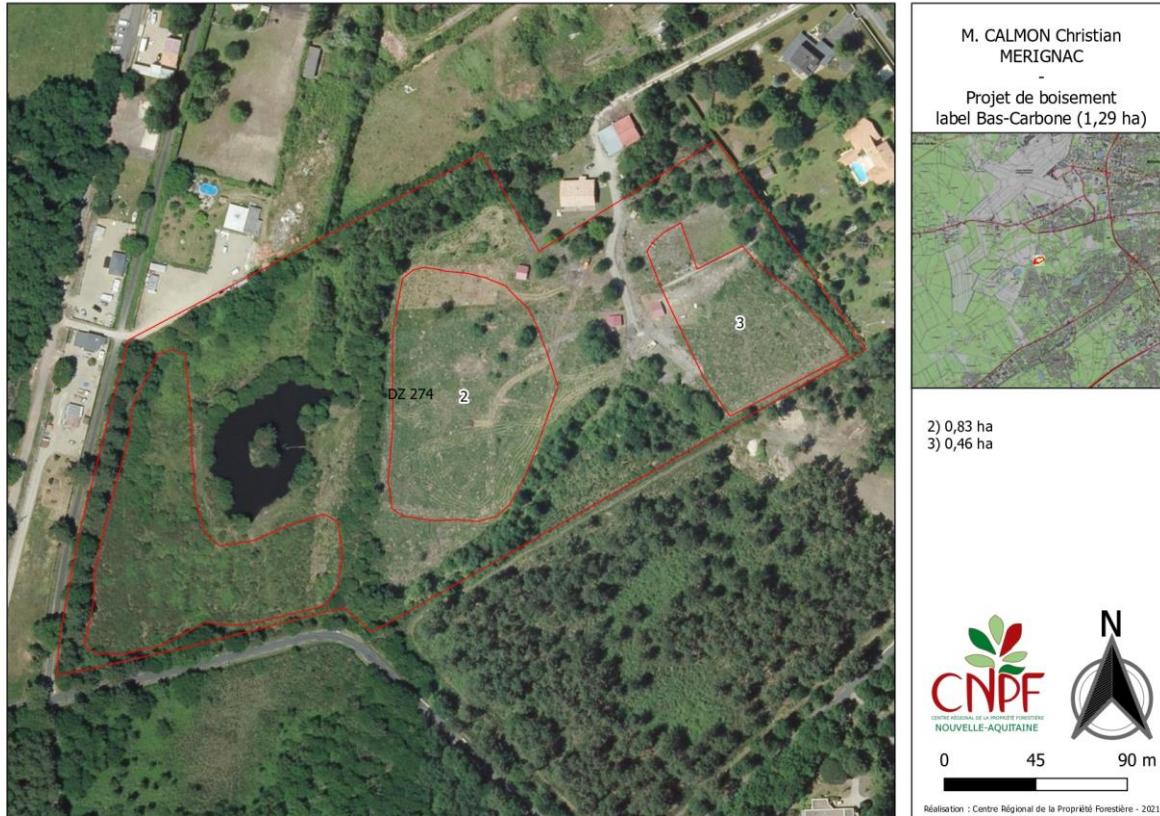 M. CALMON Christian
MERIGNAC
-
Projet de boisement
label Bas-Carbone (1,29 ha)
DZ 274
2
3
2) 0,83 ha
3) 0,46 ha
CNPF
CENTRE RÉGIONAL DE LA PROPRIÉTÉ FORESTIÈRE
NOUVELLE-AQUITAINE
N
0 45 90 m
Réalisation : Centre Régional de la Propriété Forestière - 2021